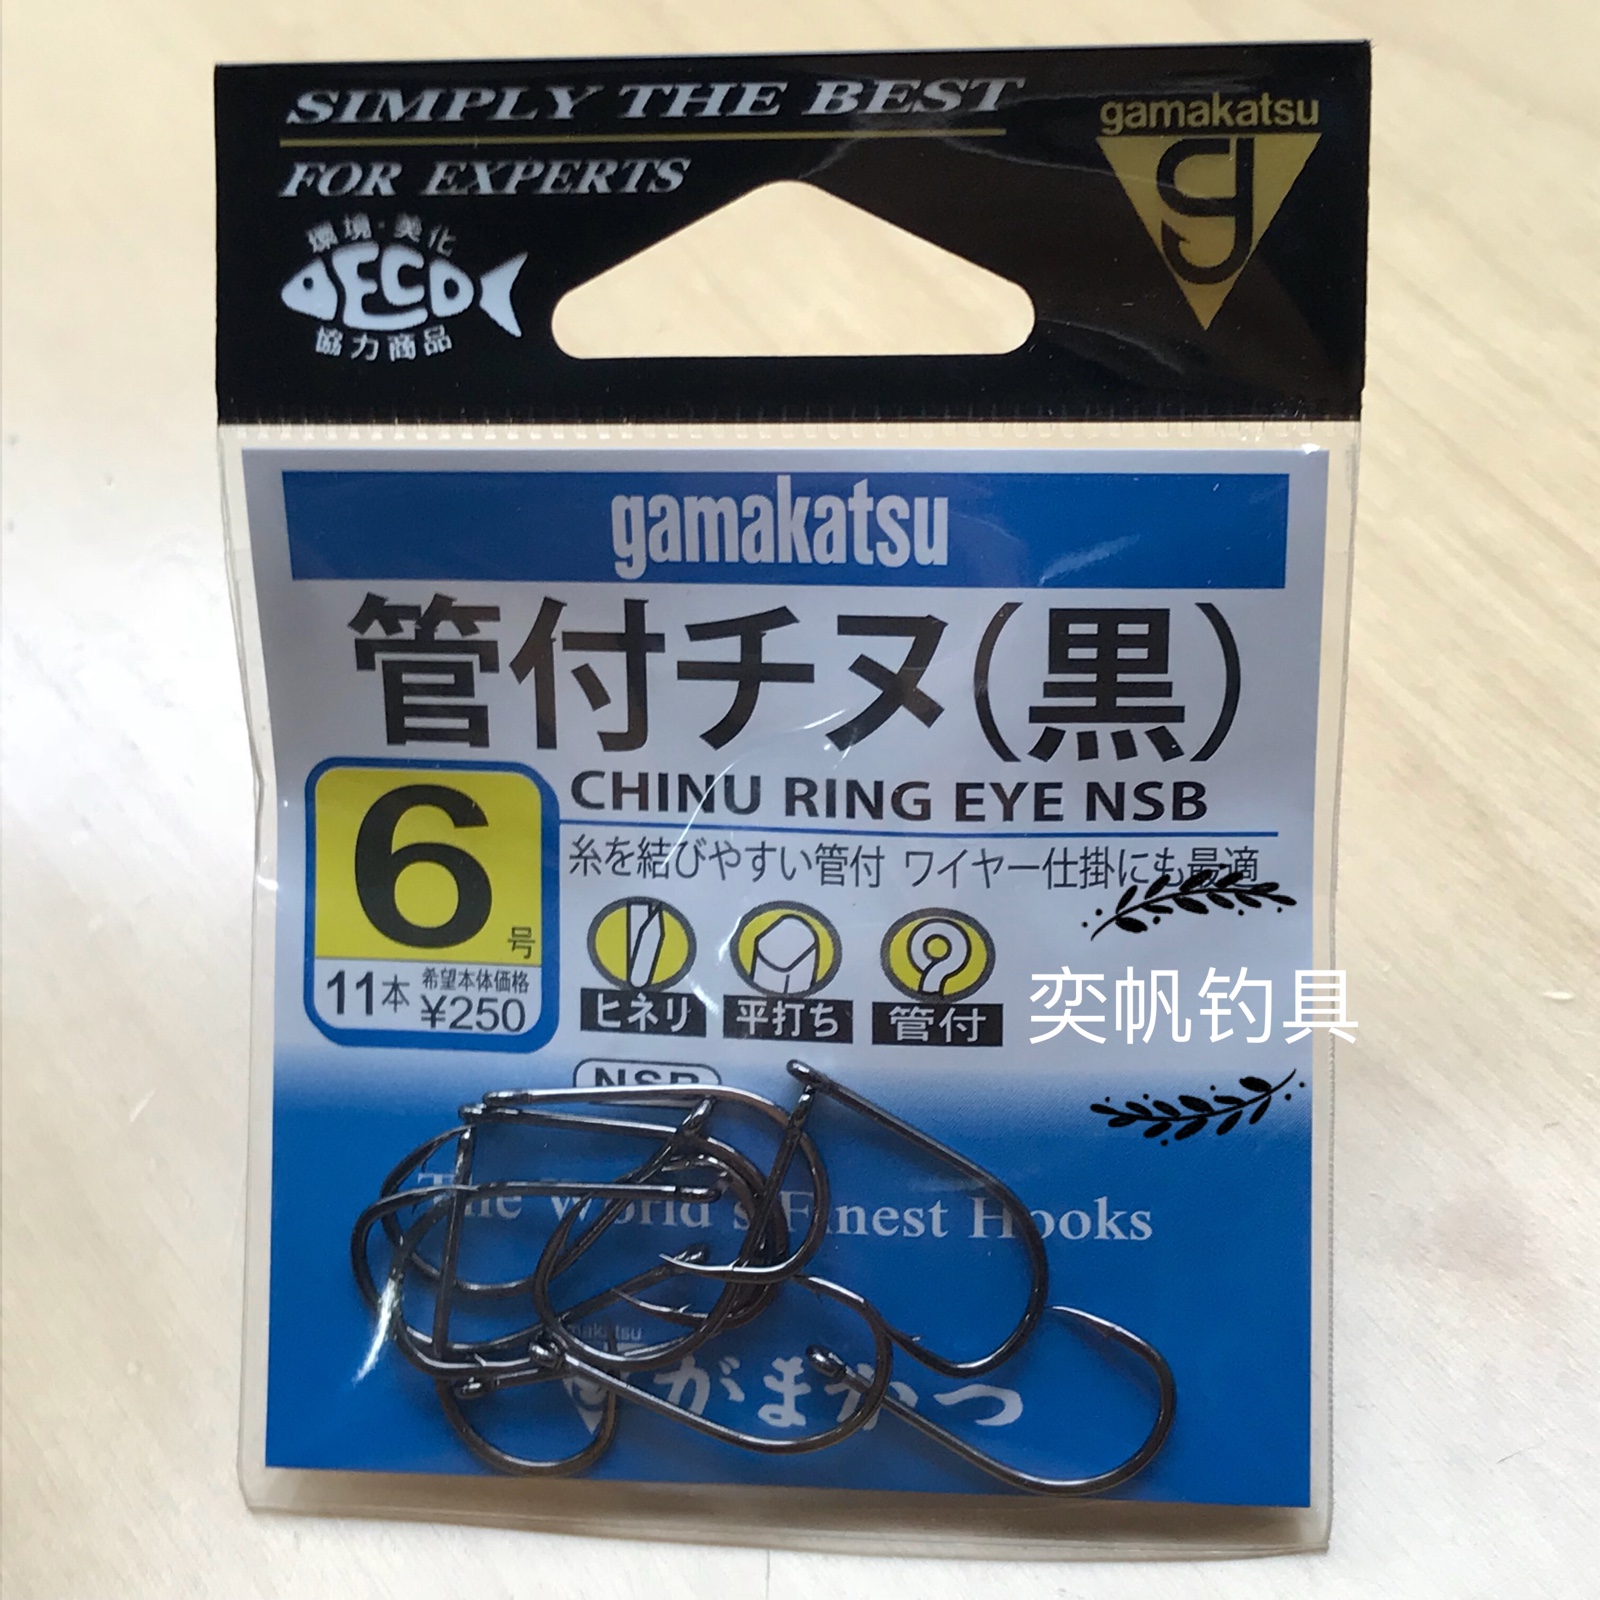 SIMPLY THE BEST
FOR EXPERTS
gamakatsu
g
環境・美化
ECO
協力商品
gamakatsu
管付チヌ(黒)
CHINU RING EYE NSB
6号
糸を結びやすい管付 ワイヤー仕掛にも最適
11本 希望本体価格
¥250
ヒネリ 平打ち 管付
奕帆钓具
NSB
The World's Finest Hooks
がまかつ